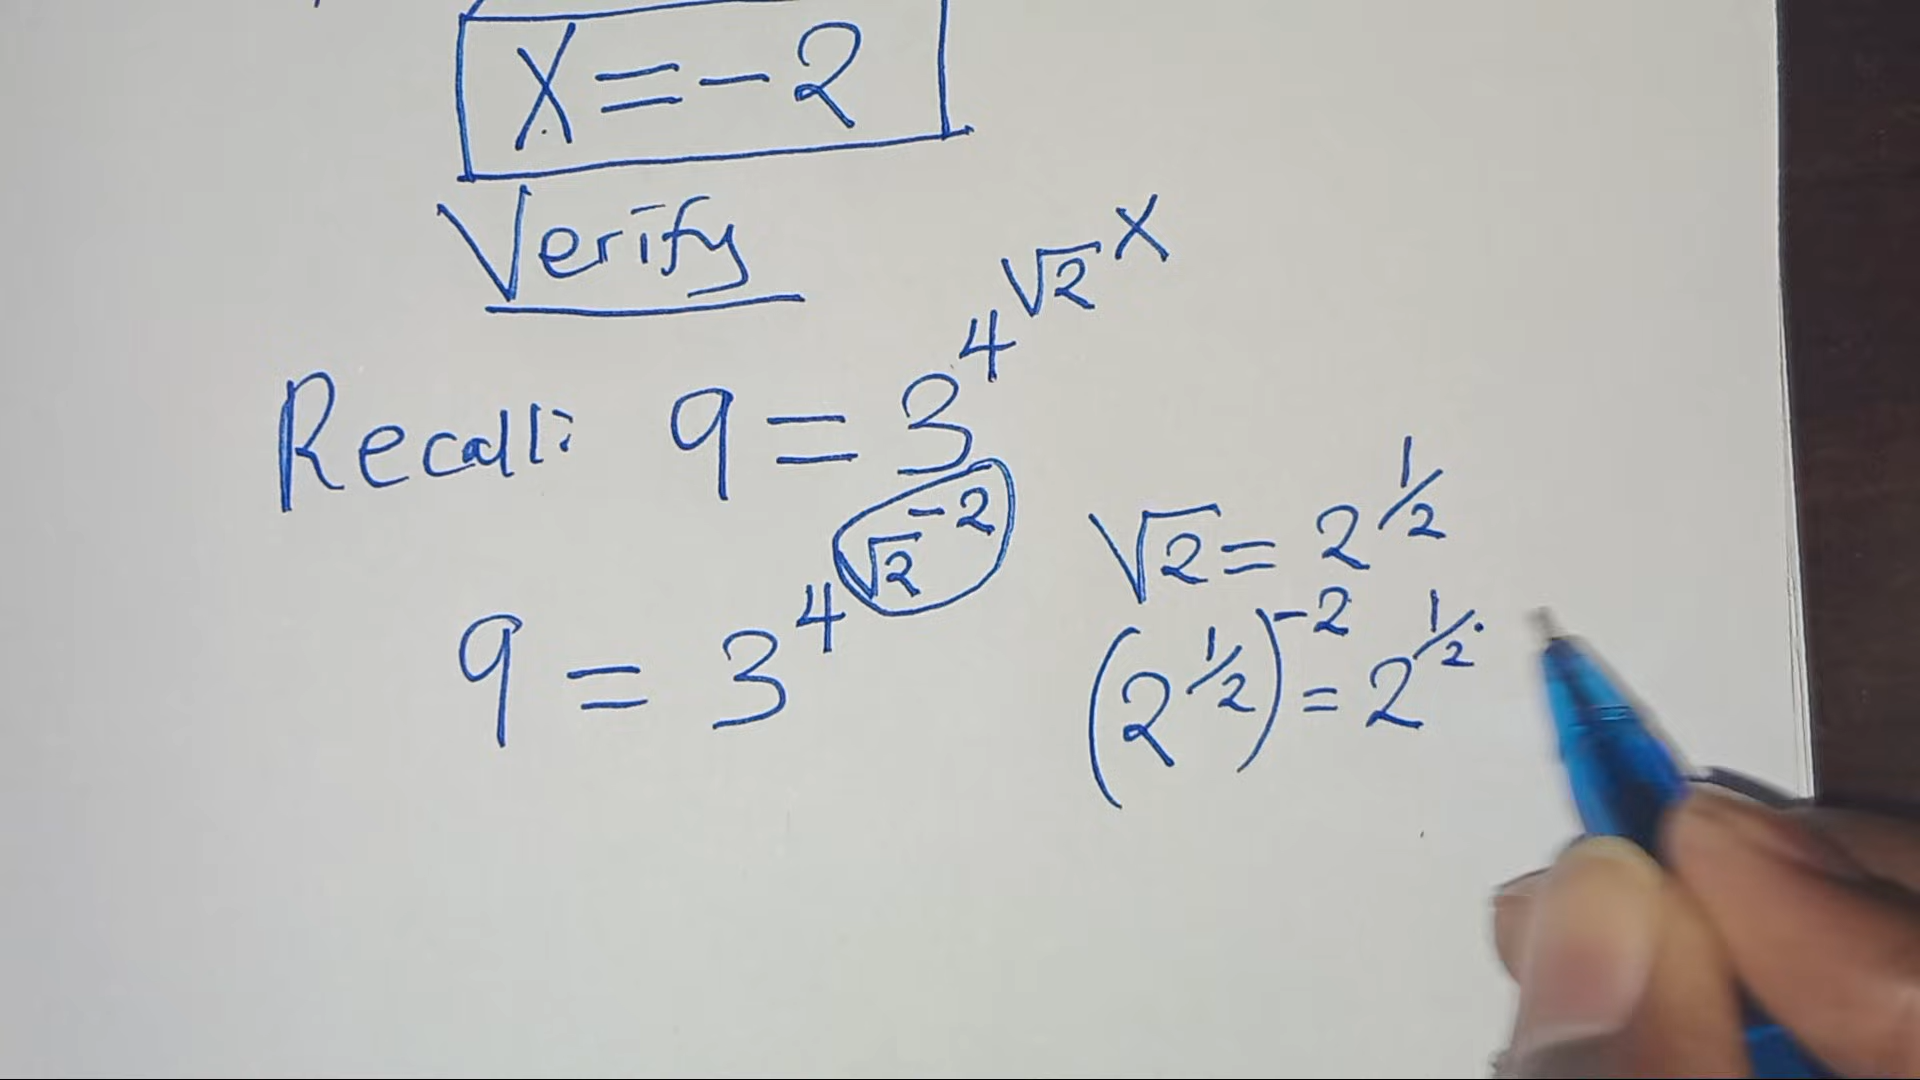 X=-2
Verify
Recall: 9 = 3^4^√2^X
9 = 3^4^√2^-2
√2 = 2^1/2
(2^1/2)^-2 = 2^1/2.